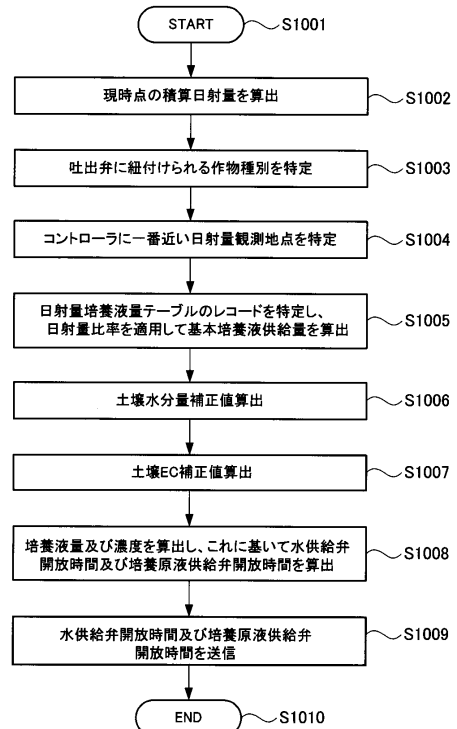 START
S1001
現時点の積算日射量を算出
S1002
吐出弁に紐付けられる作物種別を特定
S1003
コントローラに一番近い日射量観測地点を特定
S1004
日射量培養液量テーブルのレコードを特定し、
日射量比率を適用して基本培養液供給量を算出
S1005
土壌水分量補正値算出
S1006
土壌EC補正値算出
S1007
培養液量及び濃度を算出し、これに基いて水供給弁
開放時間及び培養原液供給弁開放時間を算出
S1008
水供給弁開放時間及び培養原液供給弁
開放時間を送信
S1009
END
S1010